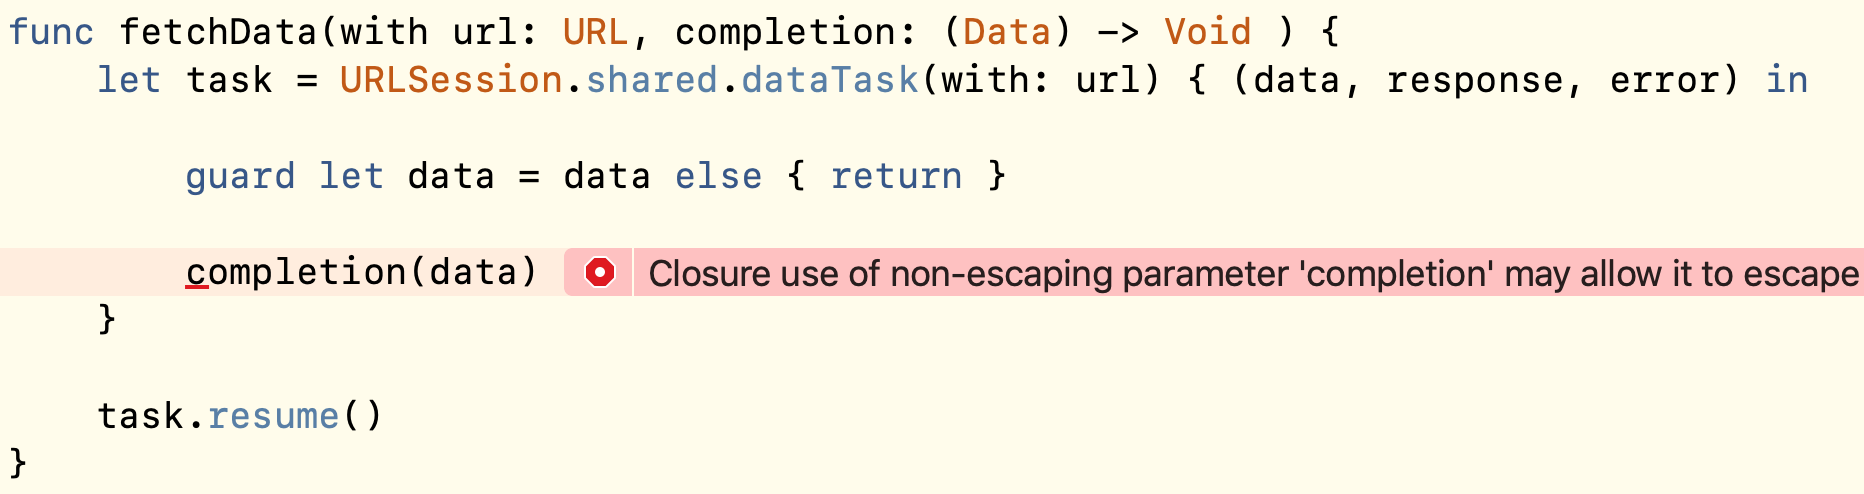 func fetchData(with url: URL, completion: (Data) -> Void ) {
let task = URLSession.shared.dataTask(with: url) { (data, response, error) in
guard let data = data else { return }
completion(data) Closure use of non-escaping parameter 'completion' may allow it to escape
}
task.resume()
}